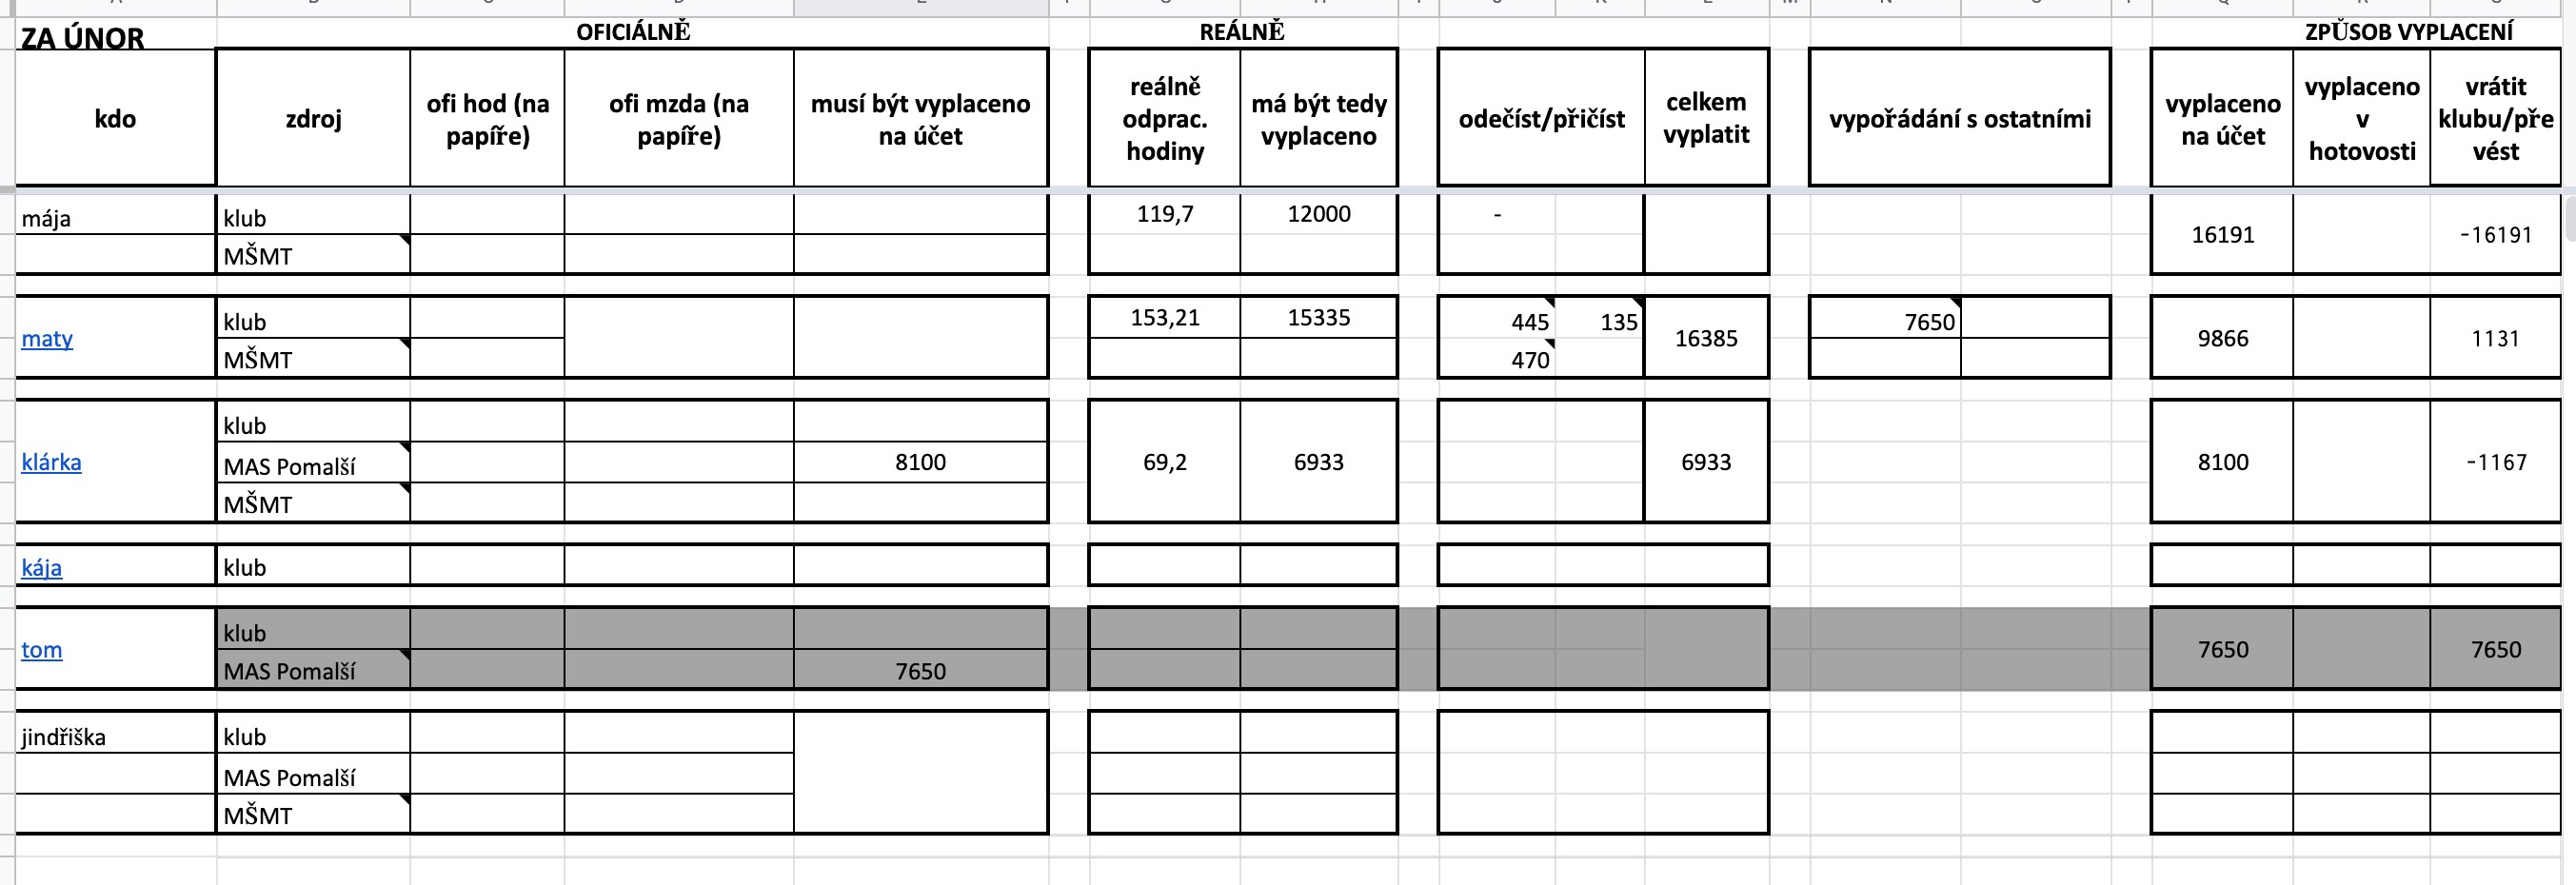 ZA ÚNOR OFICIÁLNĚ REÁLNĚ ZPŮSOB VYPLACENÍ
kdo
zdroj
ofi hod (na
papíře)
ofi mzda (na
papíře)
musí být vyplaceno
na účet
reálně
odprac.
hodiny
má být tedy
vyplaceno
odečíst/přičíst
celkem
vyplatit
vypořádání s ostatními
vyplaceno
na účet
vyplaceno
v
hotovosti
vrátit
klubu/pře
vést
mája klub 119,7 12000 -
16191 -16191
MŠMT
klub 153,21 15335 445 135 7650
maty 16385 9866 1131
MŠMT 470
klub
klárka MAS Pomalší 8100 69,2 6933 6933 8100 -1167
MŠMT
kája klub
klub
tom 7650 7650
MAS Pomalší 7650
jindřiška klub
MAS Pomalší
MŠMT